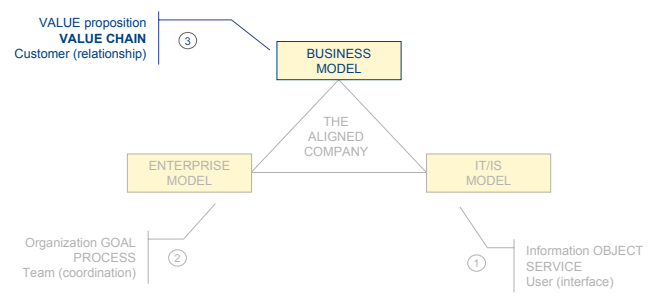 VALUE proposition
VALUE CHAIN
Customer (relationship)
3
BUSINESS
MODEL
THE
ALIGNED
COMPANY
ENTERPRISE
MODEL
IT/IS
MODEL
Organization GOAL
PROCESS
Team (coordination)
2
1
Information OBJECT
SERVICE
User (interface)